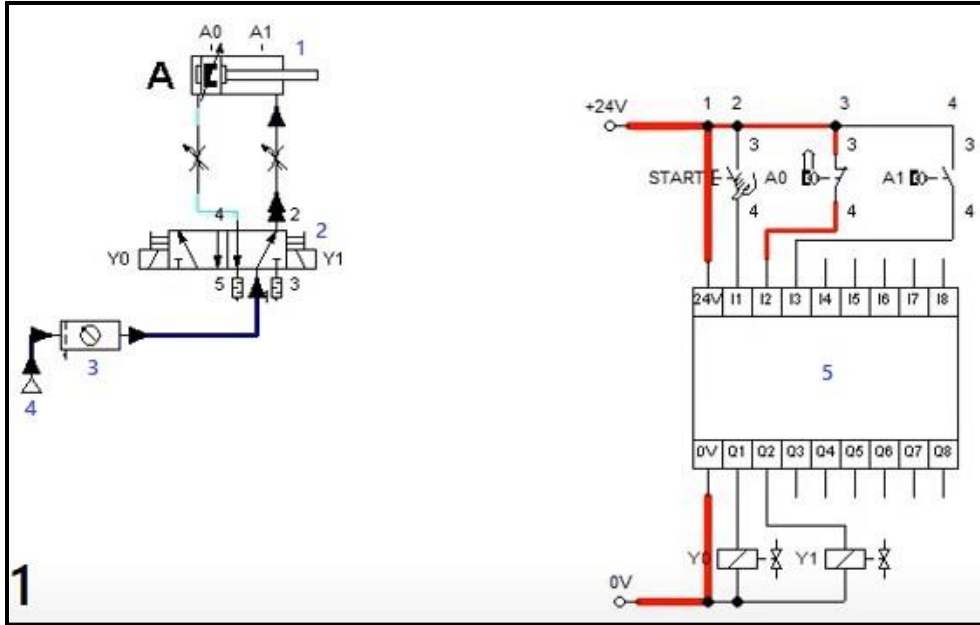 A0 A1 1
A
4 2 2
Y0 Y1
5 3
3
4
1 2 3 4
+24V
3 3 3
START A0 A1
4 4 4
24V I1 I2 I3 I4 I5 I6 I7 I8
5
0V Q1 Q2 Q3 Q4 Q5 Q6 Q7 Q8
Y0 Y1
0V
1